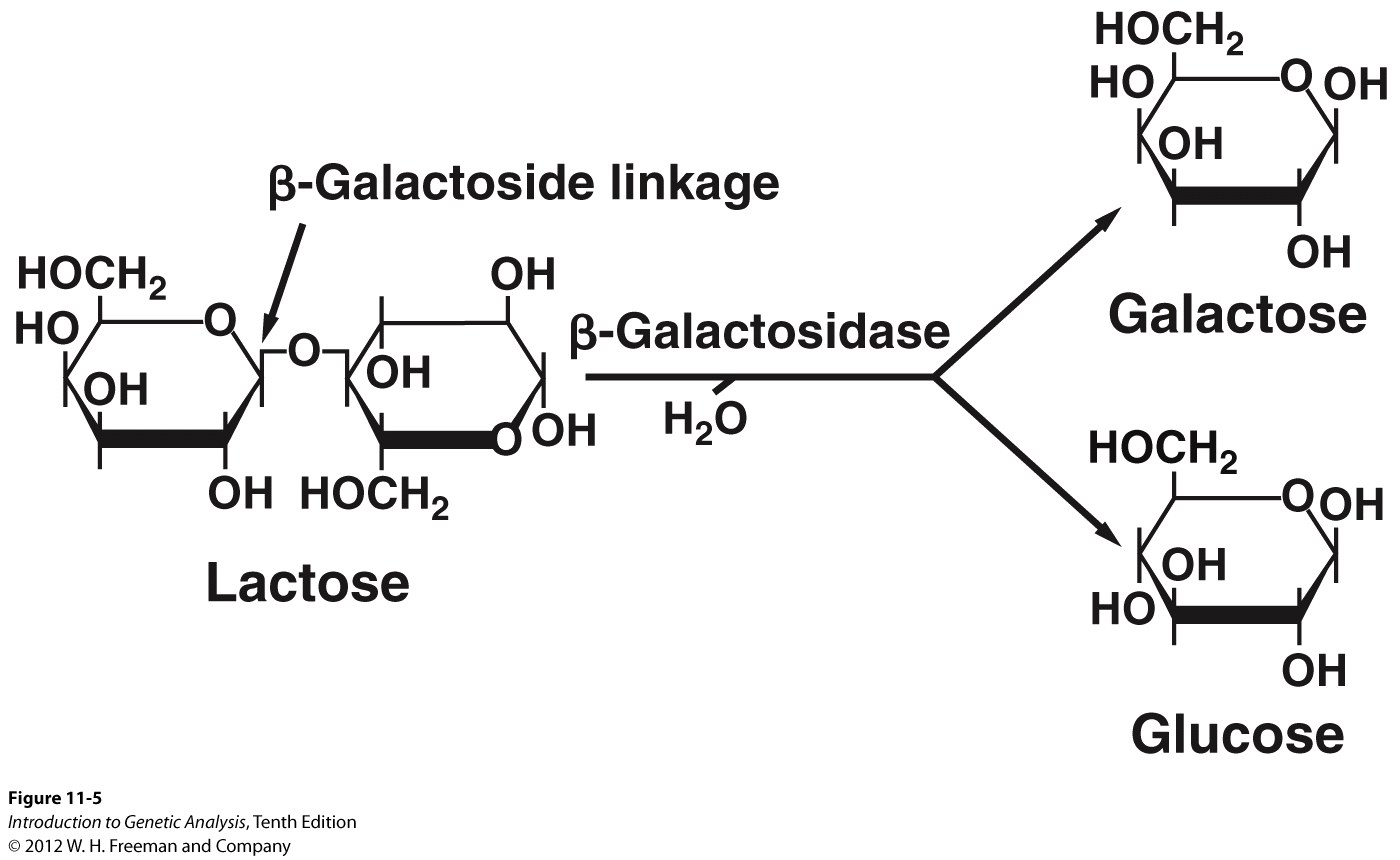 β-Galactoside linkage
HOCH2
HO
O
OH
OH
O
OH
OH
O
OH
HOCH2
Lactose
β-Galactosidase
H2O
HOCH2
HO
O
OH
OH
OH
Galactose
HOCH2
O
OH
OH
HO
OH
Glucose
Figure 11-5
Introduction to Genetic Analysis, Tenth Edition
© 2012 W. H. Freeman and Company